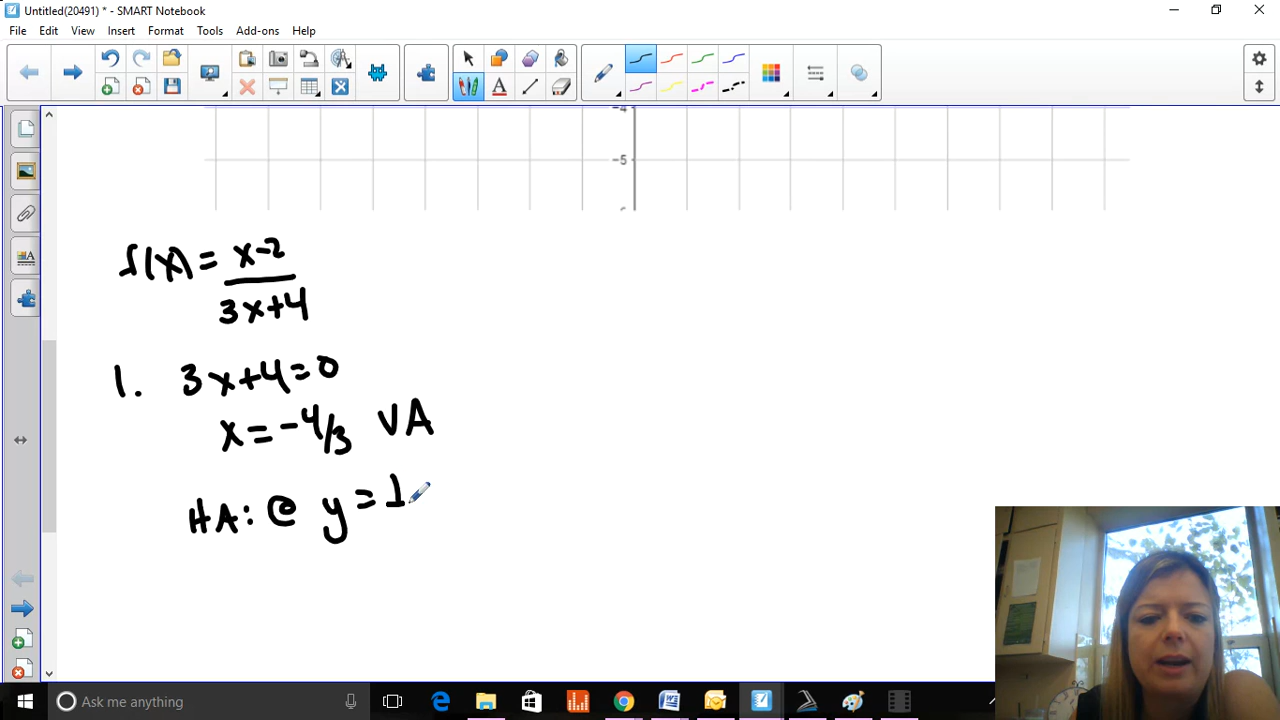 Untitled(20491) * - SMART Notebook
File Edit View Insert Format Tools Add-ons Help
-4
-5
f(x) = x-2
3x+4
1. 3x+4=0
x = -4/3 VA
HA: @ y = 1
Ask me anything